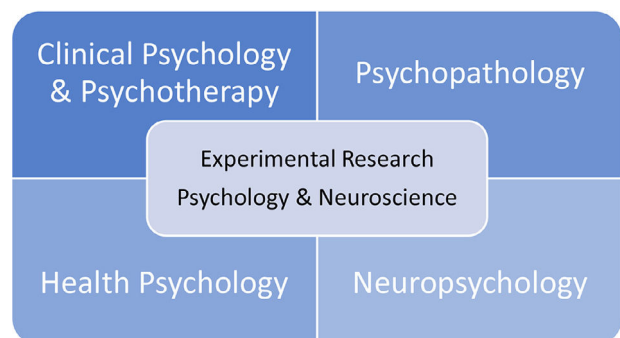 Clinical Psychology
& Psychotherapy
Psychopathology
Experimental Research
Psychology & Neuroscience
Health Psychology
Neuropsychology